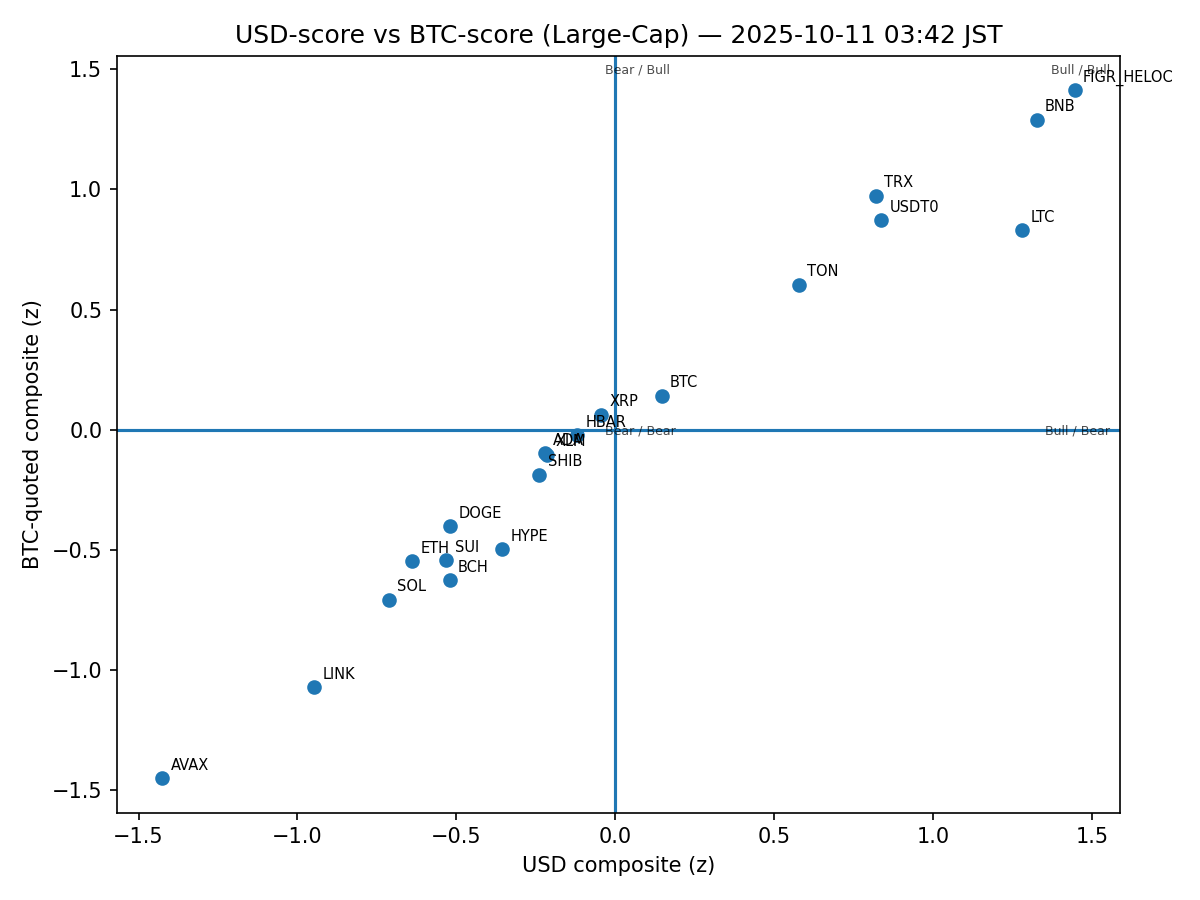 USD-score vs BTC-score (Large-Cap) — 2025-10-11 03:42 JST
Bear / Bull
Bull / Bull
FIGR_HELOC
BNB
TRX
USDT0
LTC
TON
BTC
XRP
HBAR
Bear / Bear
Bull / Bear
ADA
XLM
SHIB
DOGE
HYPE
ETH
SUI
BCH
SOL
LINK
AVAX
1.5
1.0
0.5
0.0
−0.5
−1.0
−1.5
BTC-quoted composite (z)
−1.5
−1.0
−0.5
0.0
0.5
1.0
1.5
USD composite (z)